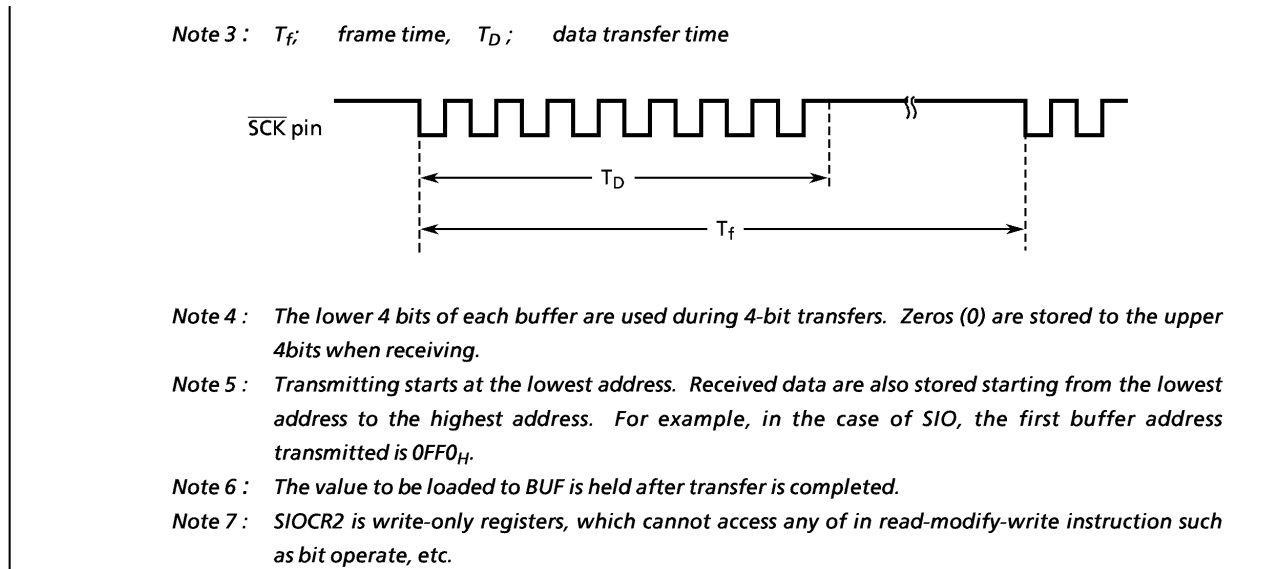 Note 3 : Tf; frame time, TD ; data transfer time
SCK pin
TD
Tf
Note 4 : The lower 4 bits of each buffer are used during 4-bit transfers. Zeros (0) are stored to the upper
4bits when receiving.
Note 5 : Transmitting starts at the lowest address. Received data are also stored starting from the lowest
address to the highest address. For example, in the case of SIO, the first buffer address
transmitted is 0FF0H.
Note 6 : The value to be loaded to BUF is held after transfer is completed.
Note 7 : SIOCR2 is write-only registers, which cannot access any of in read-modify-write instruction such
as bit operate, etc.